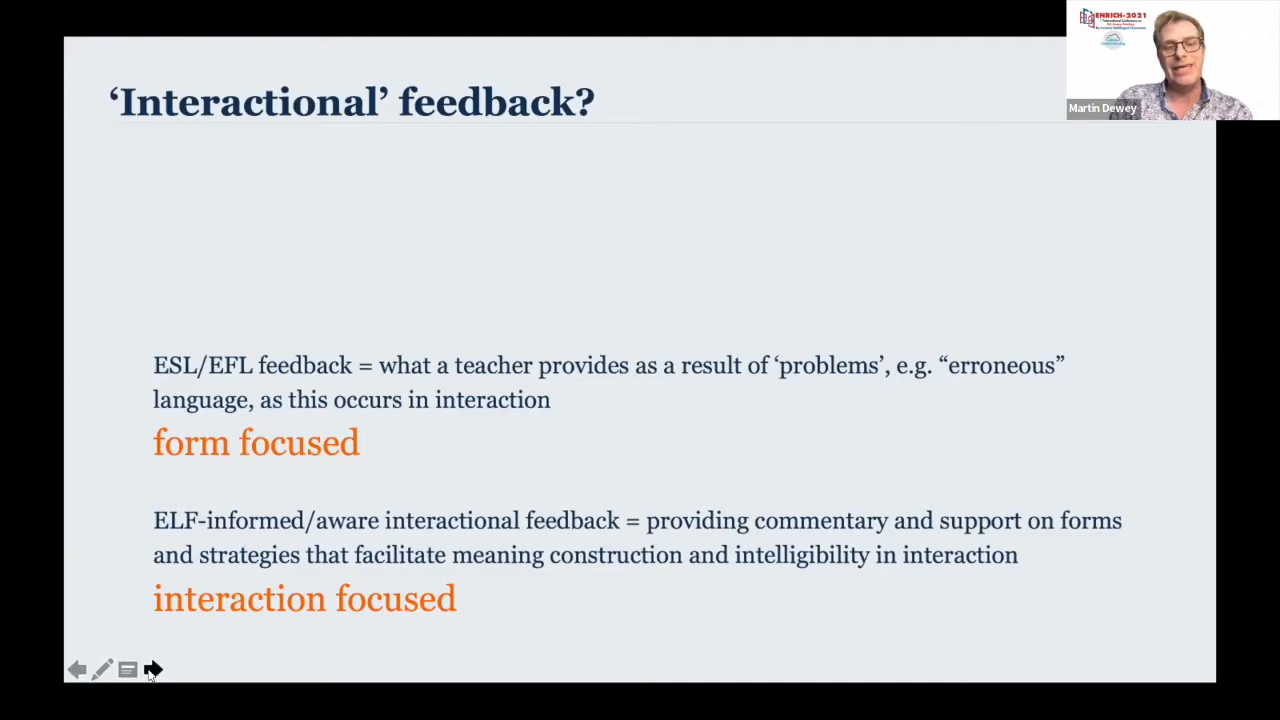 ‘Interactional’ feedback?
ENRICH-2021
Martin Dewey
ESL/EFL feedback = what a teacher provides as a result of ‘problems’, e.g. “erroneous”
language, as this occurs in interaction
form focused
ELF-informed/aware interactional feedback = providing commentary and support on forms
and strategies that facilitate meaning construction and intelligibility in interaction
interaction focused